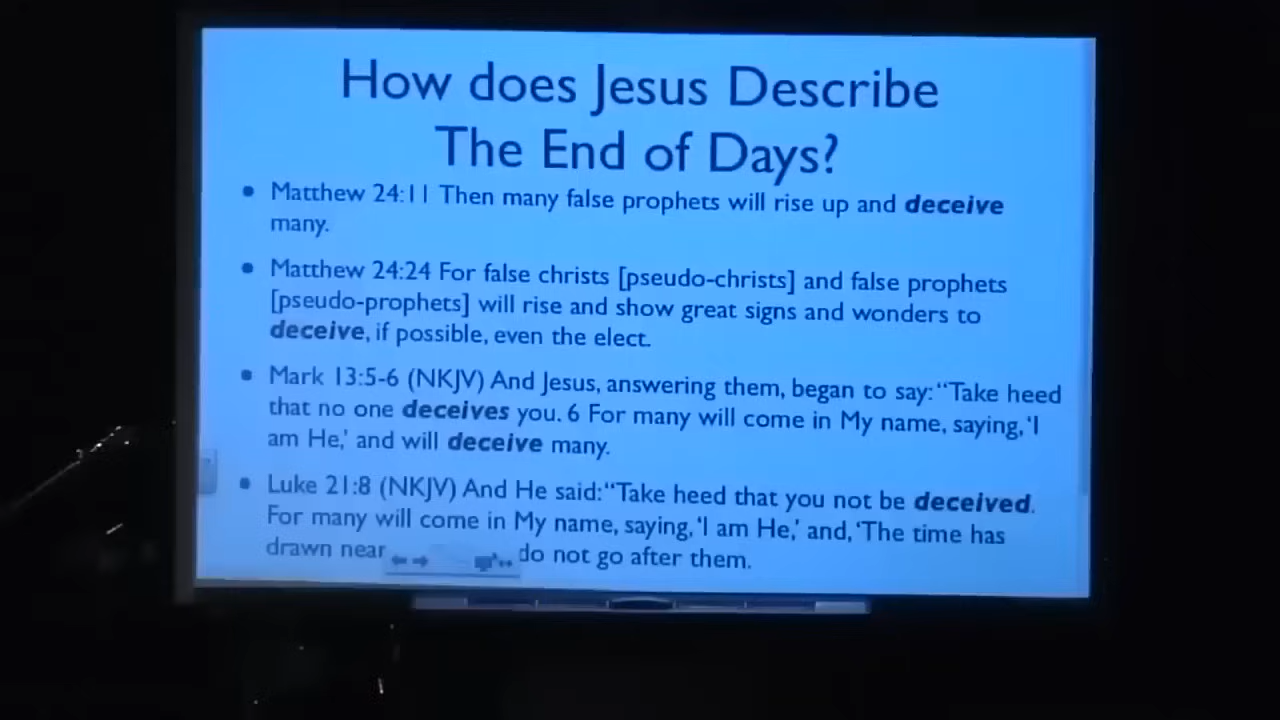 How does Jesus Describe
The End of Days?
• Matthew 24:11 Then many false prophets will rise up and deceive
many.
• Matthew 24:24 For false christs [pseudo-christs] and false prophets
[pseudo-prophets] will rise and show great signs and wonders to
deceive, if possible, even the elect.
• Mark 13:5-6 (NKJV) And Jesus, answering them, began to say: “Take heed
that no one deceives you. 6 For many will come in My name, saying, ‘I
am He,’ and will deceive many.
• Luke 21:8 (NKJV) And He said: “Take heed that you not be deceived.
For many will come in My name, saying, ‘I am He,’ and, ‘The time has
drawn near do not go after them.